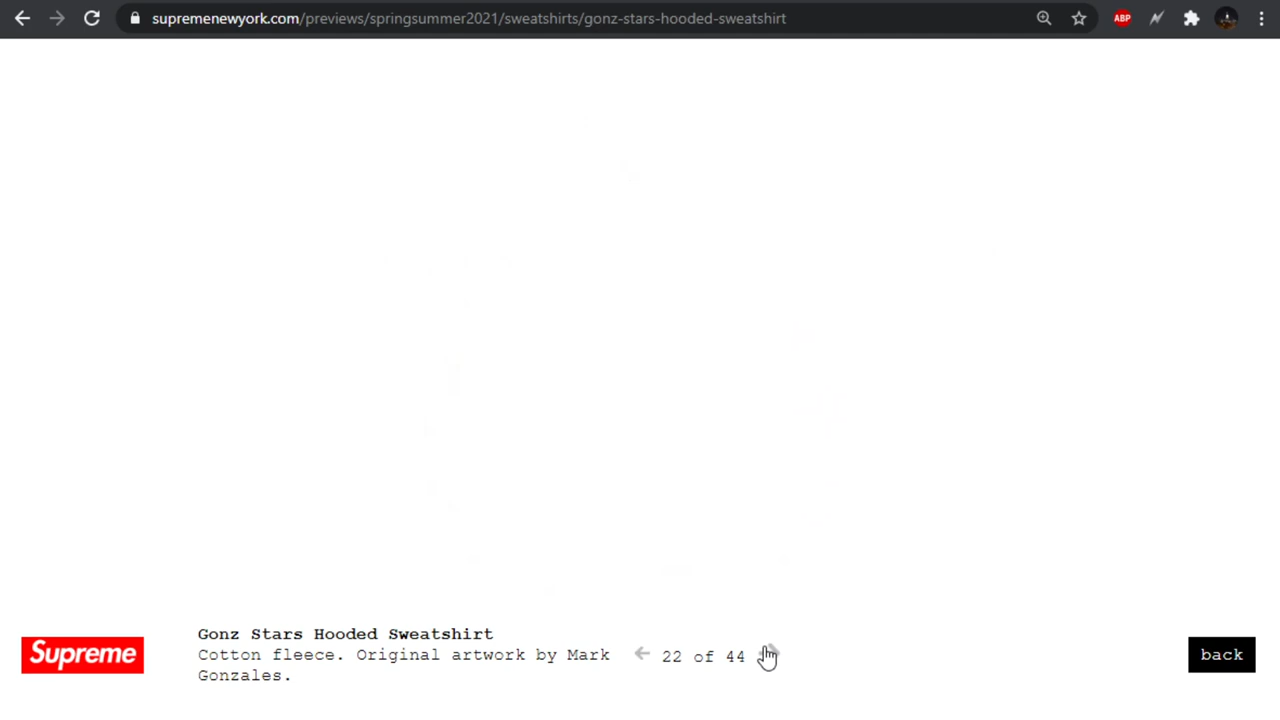 supremenewyork.com/previews/springsummer2021/sweatshirts/gonz-stars-hooded-sweatshirt
ABP
Gonz Stars Hooded Sweatshirt
Cotton fleece. Original artwork by Mark
Gonzales.
22 of 44
Supreme
back